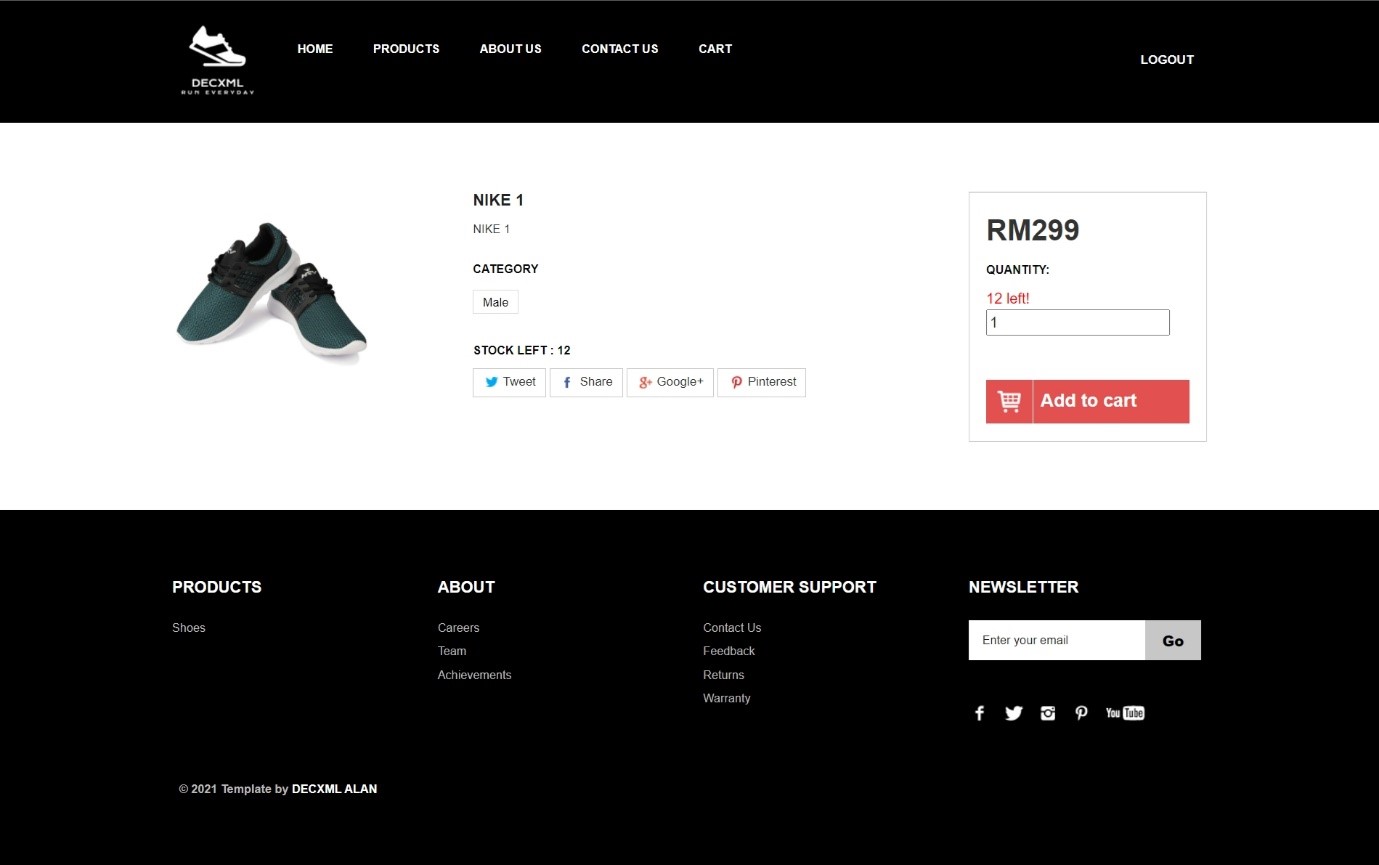 HOME
PRODUCTS
ABOUT US
CONTACT US
CART
LOGOUT
DECXML
RUN EVERYDAY
NIKE 1
NIKE 1
CATEGORY
Male
STOCK LEFT : 12
Tweet
Share
Google+
Pinterest
RM299
QUANTITY:
12 left!
1
Add to cart
PRODUCTS
Shoes
ABOUT
Careers
Team
Achievements
CUSTOMER SUPPORT
Contact Us
Feedback
Returns
Warranty
NEWSLETTER
Enter your email
Go
You Tube
© 2021 Template by DECXML ALAN